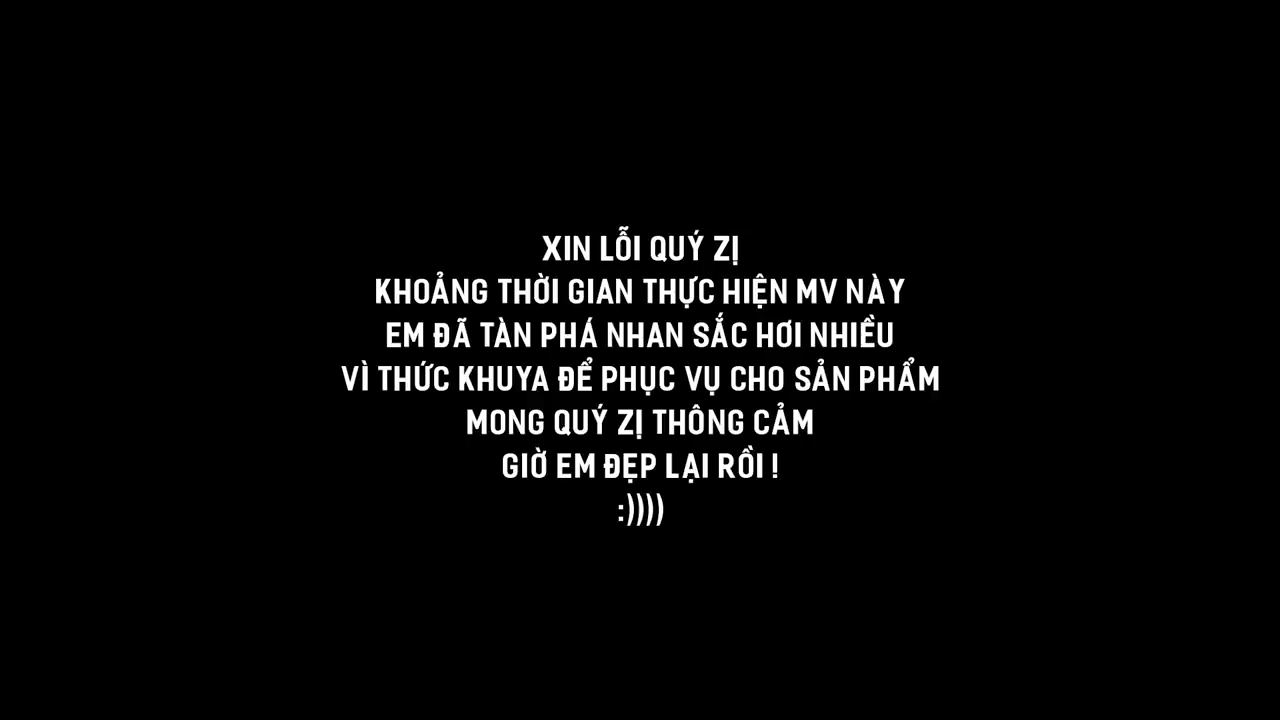 XIN LỖI QUÝ ZỊ
KHOẢNG THỜI GIAN THỰC HIỆN MV NÀY
EM ĐÃ TÀN PHÁ NHAN SẮC HƠI NHIỀU
VÌ THỨC KHUYA ĐỂ PHỤC VỤ CHO SẢN PHẨM
MONG QUÝ ZỊ THÔNG CẢM
GIỜ EM ĐẸP LẠI RỒI !
:))))